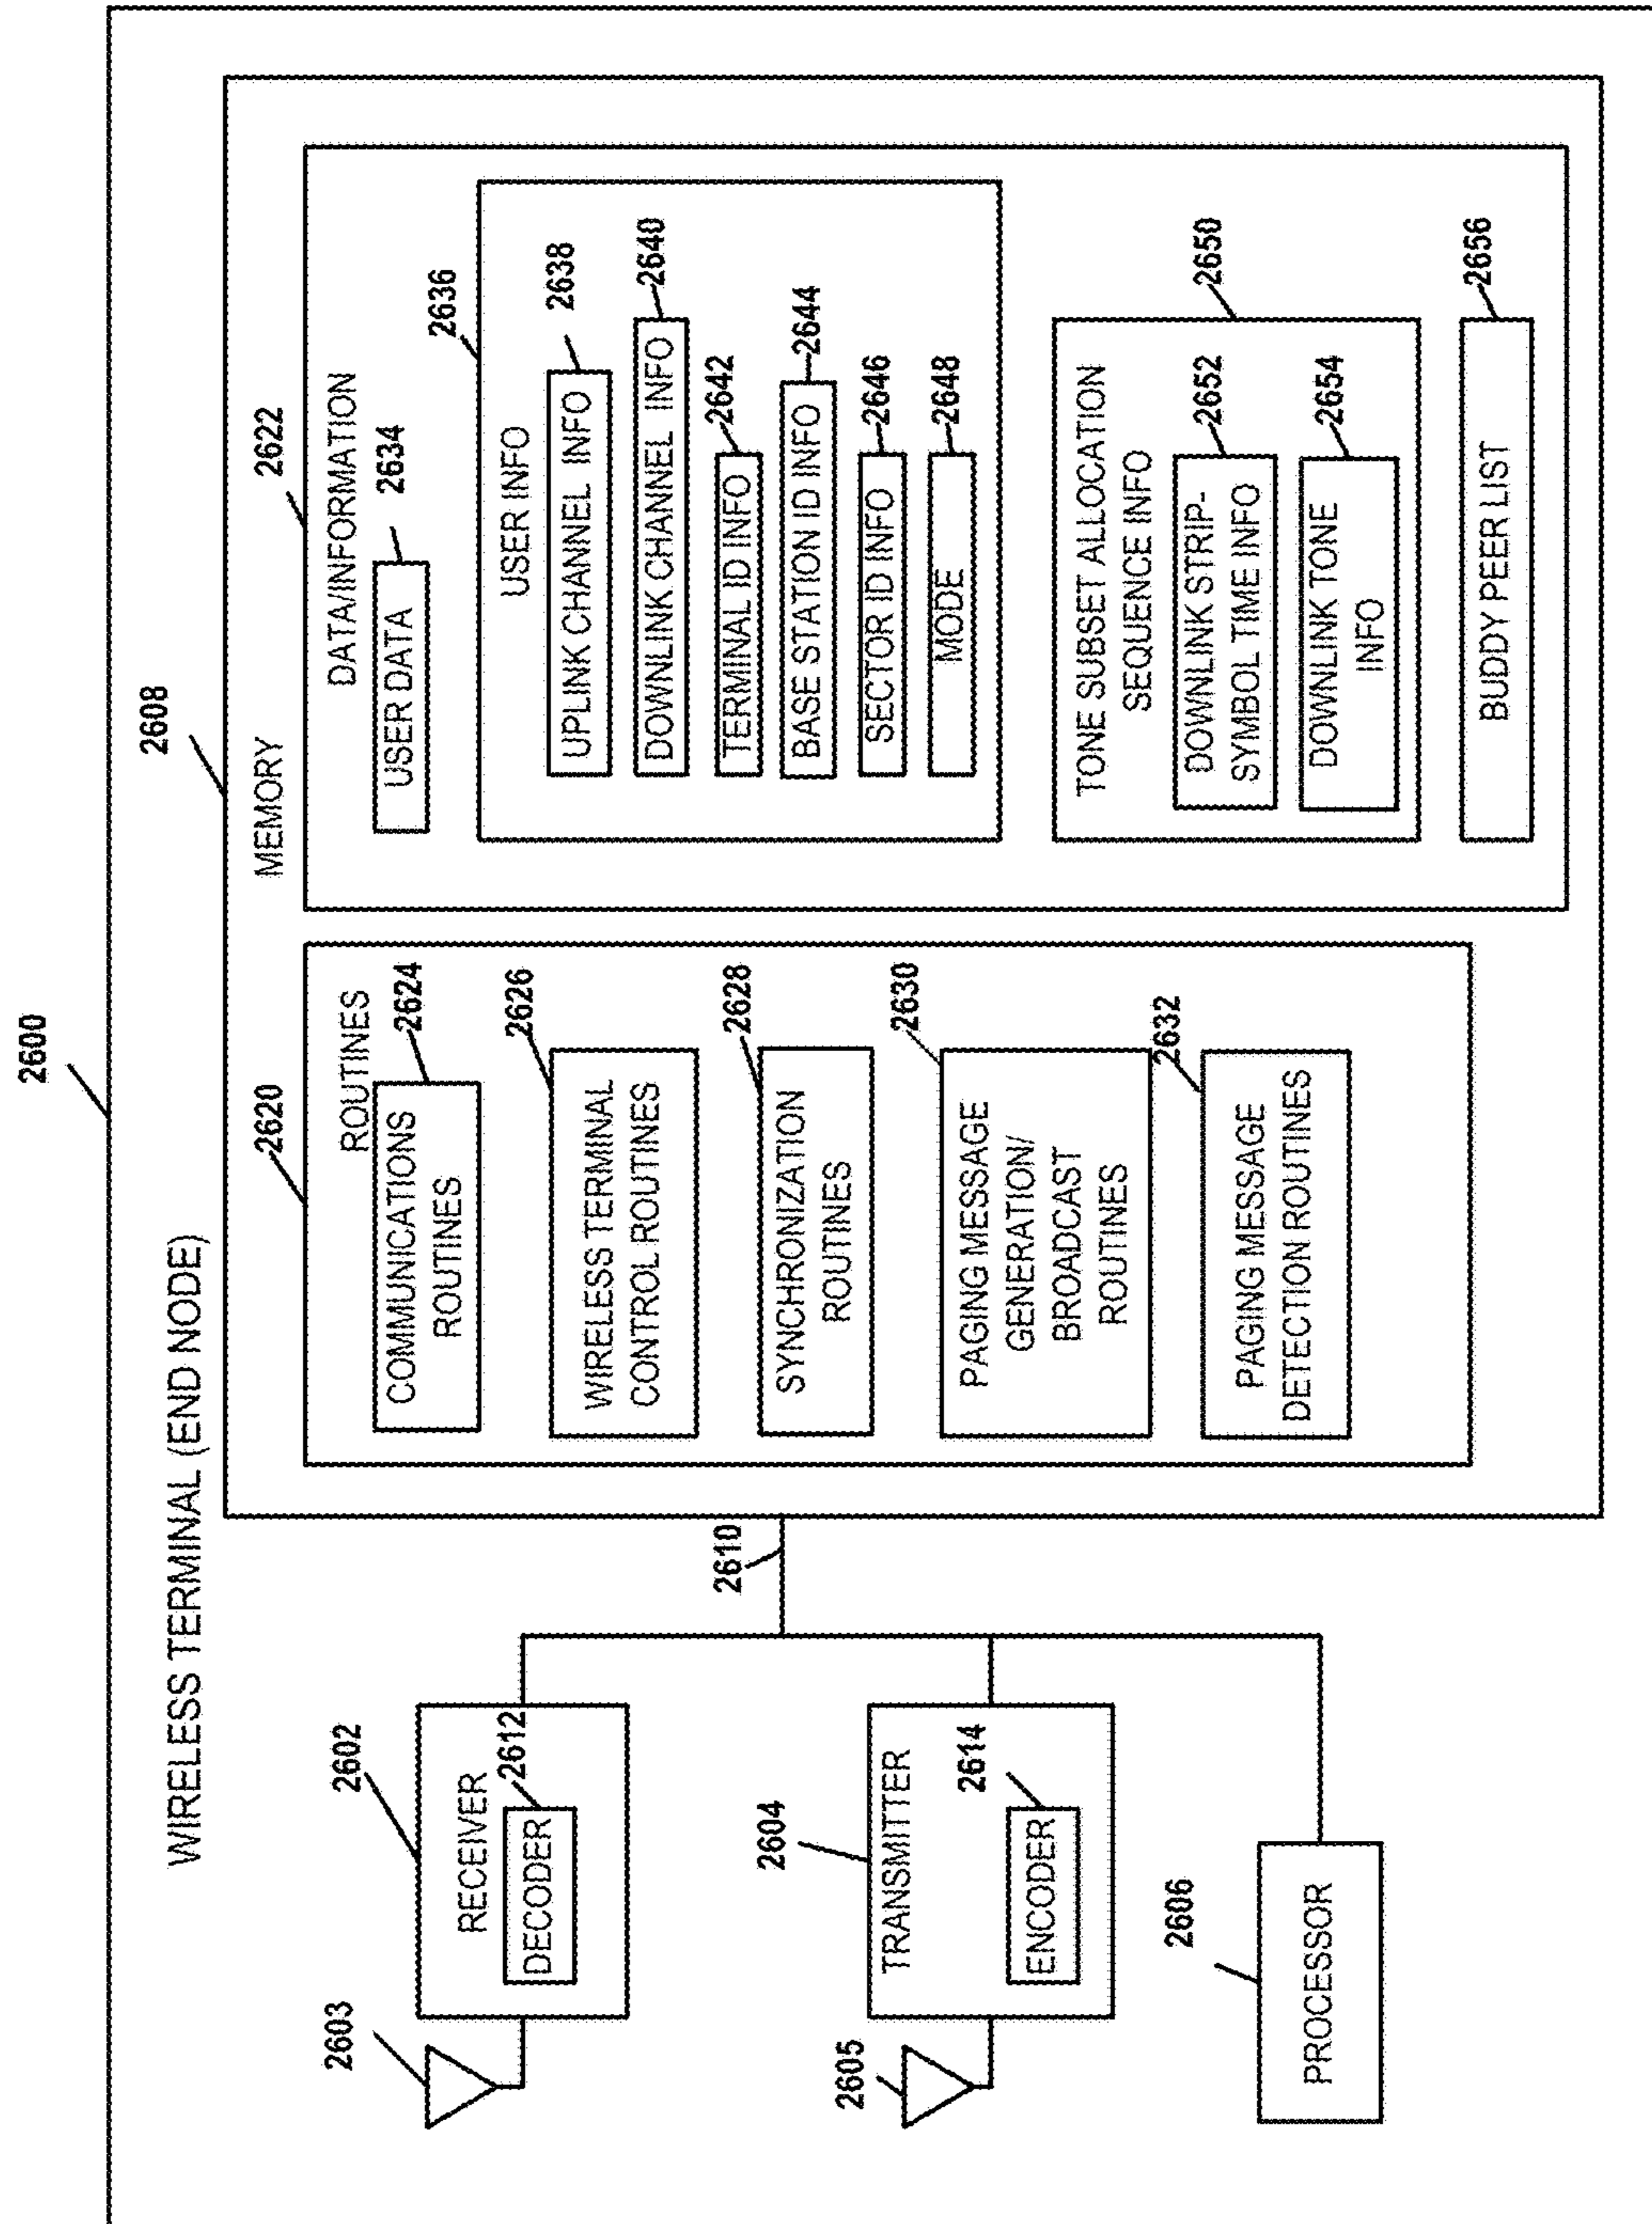 2600
WIRELESS TERMINAL (END NODE)
2608
MEMORY
2603
2602
RECEIVER
2612
DECODER
2605
2604
TRANSMITTER
2614
ENCODER
2606
PROCESSOR
2610
2620
ROUTINES
2624
COMMUNICATIONS
ROUTINES
2626
WIRELESS TERMINAL
CONTROL ROUTINES
2628
SYNCHRONIZATION
ROUTINES
2630
PAGING MESSAGE
GENERATION/
BROADCAST
ROUTINES
2632
PAGING MESSAGE
DETECTION ROUTINES
2622
DATA/INFORMATION
2634
USER DATA
2636
USER INFO
2638
UPLINK CHANNEL INFO
2640
DOWNLINK CHANNEL INFO
2642
TERMINAL ID INFO
2644
BASE STATION ID INFO
2646
SECTOR ID INFO
2648
MODE
2650
TONE SUBSET ALLOCATION
SEQUENCE INFO
2652
DOWNLINK STRIP-
SYMBOL TIME INFO
2654
DOWNLINK TONE
INFO
2656
BUDDY PEER LIST